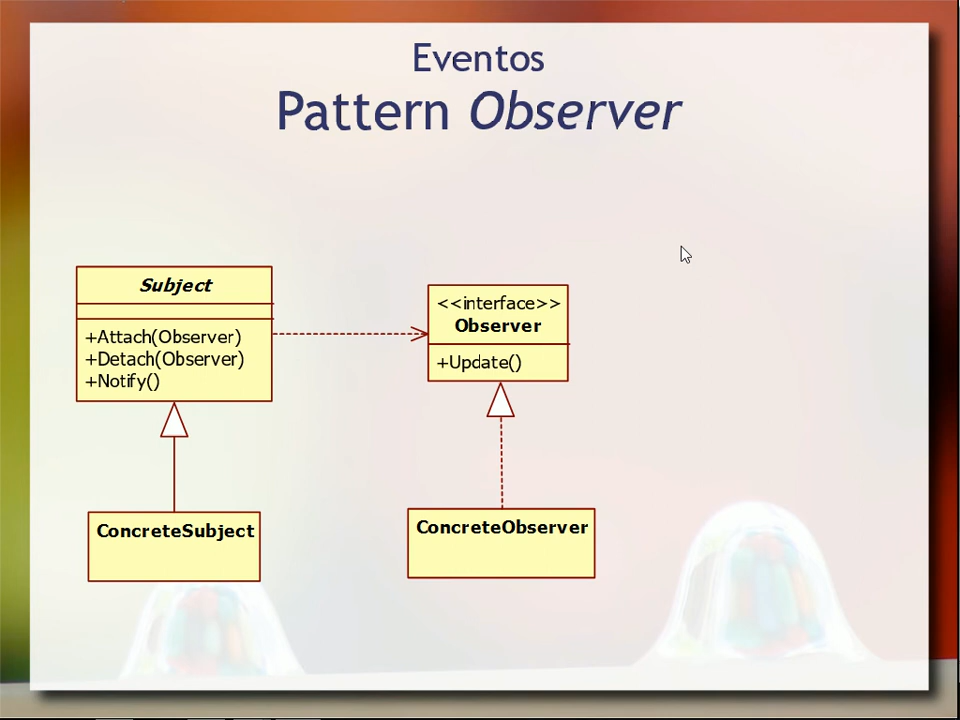 Eventos
Pattern Observer
Subject
+Attach(Observer)
+Detach(Observer)
+Notify()
<<interface>>
Observer
+Update()
ConcreteSubject
ConcreteObserver